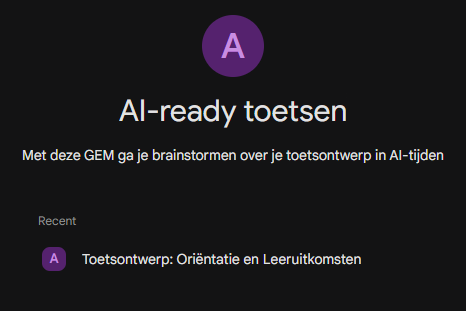 A
AI-ready toetsen
Met deze GEM ga je brainstormen over je toetsontwerp in AI-tijden
Recent
A Toetsontwerp: Oriëntatie en Leeruitkomsten